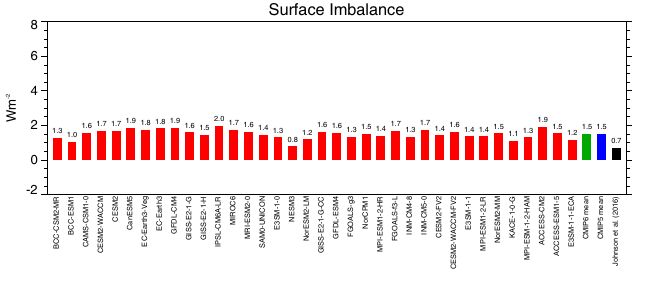 Surface Imbalance
8
6
4
2
0
-2
Wm-2
1.3 1.0 1.6 1.7 1.7 1.9 1.8 1.8 1.9 1.6 1.5 2.0 1.7 1.6 1.4 1.3 0.8 1.2 1.6 1.6 1.3 1.5 1.4 1.7 1.3 1.7 1.4 1.6 1.4 1.4 1.5 1.1 1.3 1.9 1.5 1.2 1.5 1.5 0.7
BCC-CSM2-MR
BCC-ESM1
CAMS-CSM1-0
CESM2-WACCM
CESM2
CanESM5
EC-Earth3-Veg
EC-Earth3
GFDL-CM4
GISS-E2-1-G
GISS-E2-1-H
IPSL-CM6A-LR
MIROC6
MRI-ESM2-0
SAM0-UNICON
E3SM-1-0
NESM3
NorESM2-LM
GISS-E2-1-G-CC
GFDL-ESM4
FGOALS-g3
NorCPM1
MPI-ESM1-2-HR
FGOALS-f3-L
INM-CM4-8
INM-CM5-0
CESM2-FV2
CESM2-WACCM-FV2
E3SM-1-1
MPI-ESM1-2-LR
NorESM2-MM
KACE-1-0-G
MPI-ESM-1-2-HAM
ACCESS-CM2
ACCESS-ESM1-5
E3SM-1-1-ECA
CMIP6 mean
CMIP5 mean
Johnson et al. (2016)